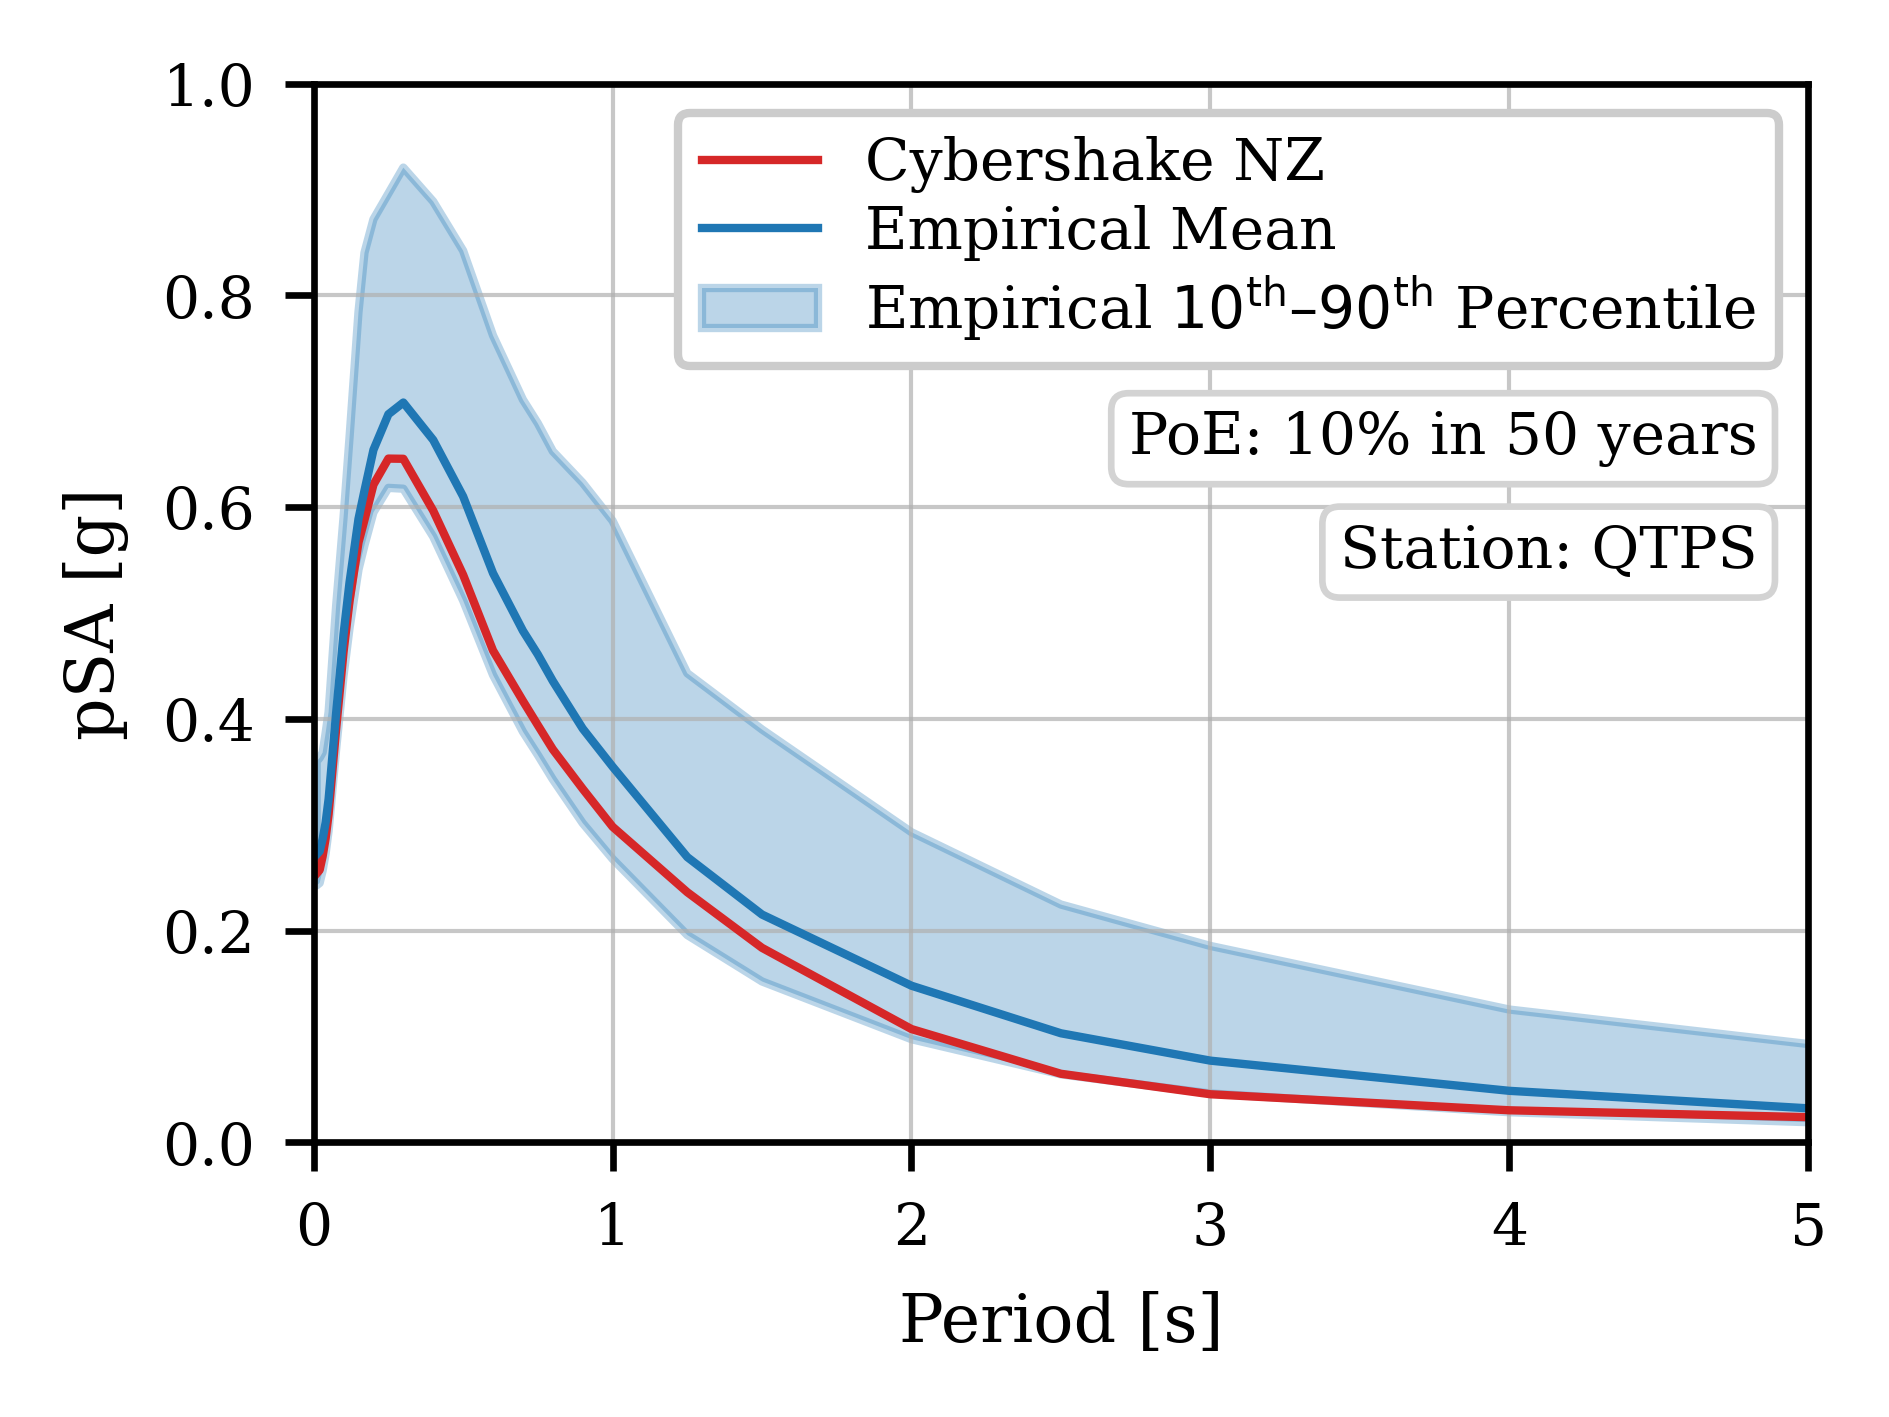 1.0
0.8
0.6
0.4
0.2
0.0
pSA [g]
Cybershake NZ
Empirical Mean
Empirical 10th–90th Percentile
PoE: 10% in 50 years
Station: QTPS
0 1 2 3 4 5
Period [s]